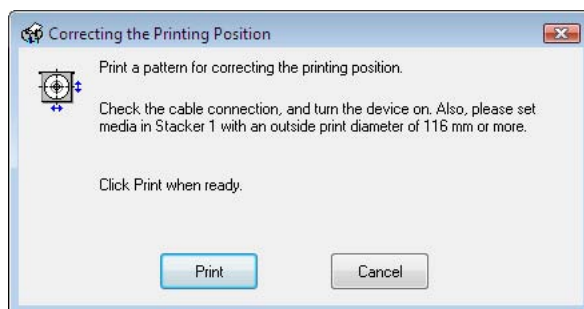 Correcting the Printing Position
Print a pattern for correcting the printing position.
Check the cable connection, and turn the device on. Also, please set
media in Stacker 1 with an outside print diameter of 116 mm or more.
Click Print when ready.
Print
Cancel